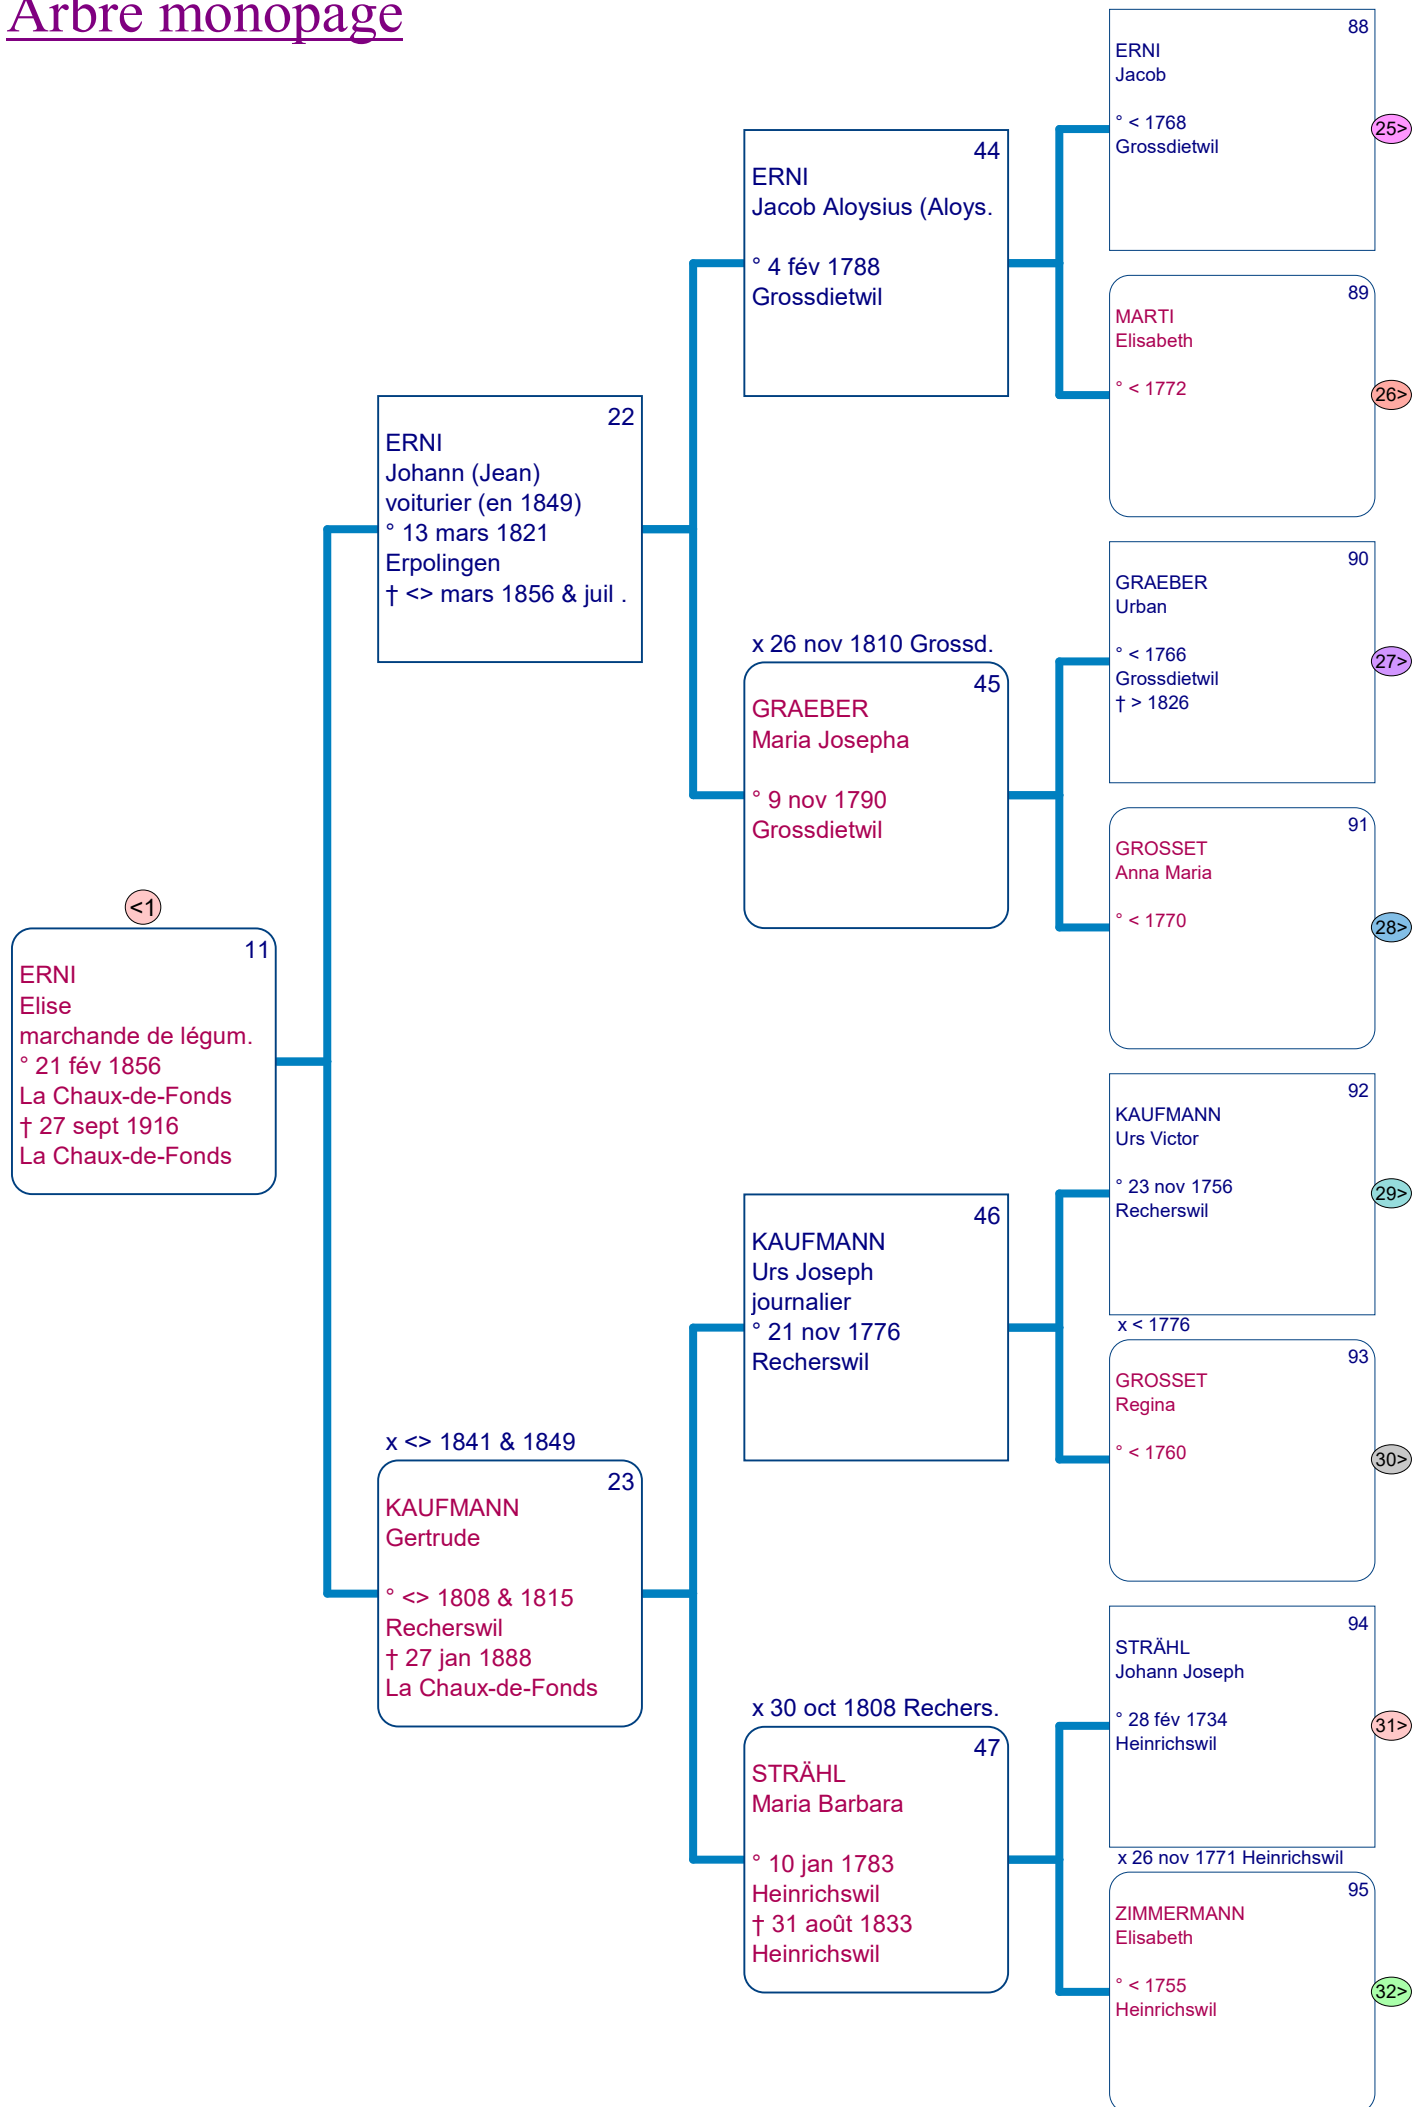 Arbre monopage
<1
11
ERNI
Elise
marchande de légum.
° 21 fév 1856
La Chaux-de-Fonds
† 27 sept 1916
La Chaux-de-Fonds
22
ERNI
Johann (Jean)
voiturier (en 1849)
° 13 mars 1821
Erpolingen
† <> mars 1856 & juil .
x <> 1841 & 1849
23
KAUFMANN
Gertrude
° <> 1808 & 1815
Recherswil
† 27 jan 1888
La Chaux-de-Fonds
44
ERNI
Jacob Aloysius (Aloys.
° 4 fév 1788
Grossdietwil
x 26 nov 1810 Grossd.
45
GRAEBER
Maria Josepha
° 9 nov 1790
Grossdietwil
46
KAUFMANN
Urs Joseph
journalier
° 21 nov 1776
Recherswil
x 30 oct 1808 Rechers.
47
STRÄHL
Maria Barbara
° 10 jan 1783
Heinrichswil
† 31 août 1833
Heinrichswil
88
ERNI
Jacob
° < 1768
Grossdietwil
25>
89
MARTI
Elisabeth
° < 1772
26>
90
GRAEBER
Urban
° < 1766
Grossdietwil
† > 1826
27>
91
GROSSET
Anna Maria
° < 1770
28>
92
KAUFMANN
Urs Victor
° 23 nov 1756
Recherswil
29>
x < 1776
93
GROSSET
Regina
° < 1760
30>
94
STRÄHL
Johann Joseph
° 28 fév 1734
Heinrichswil
31>
x 26 nov 1771 Heinrichswil
95
ZIMMERMANN
Elisabeth
° < 1755
Heinrichswil
32>